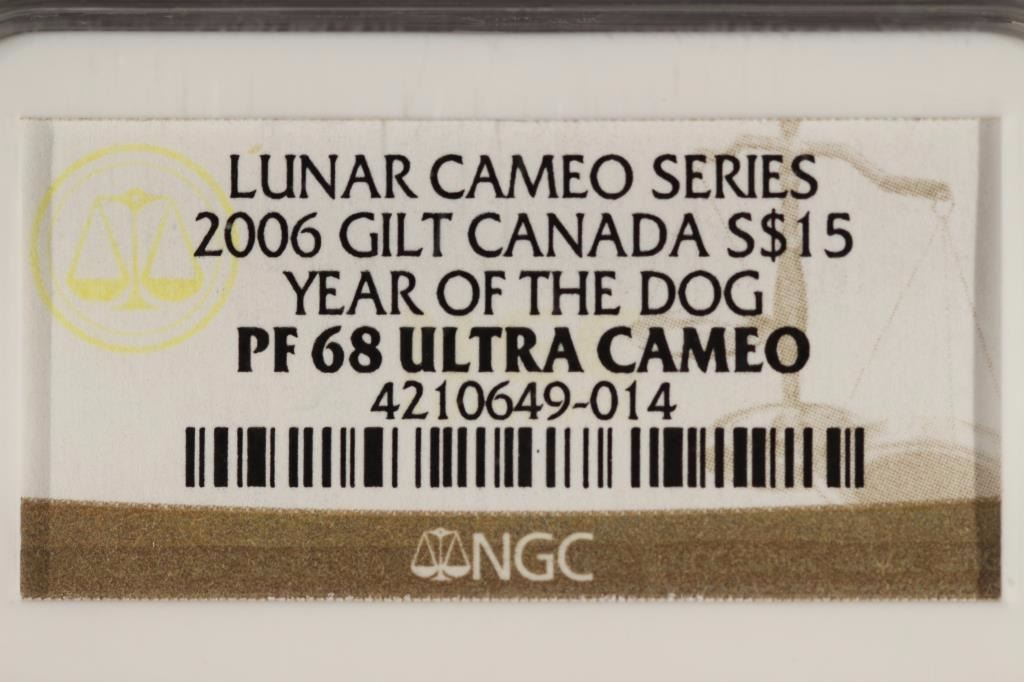 LUNAR CAMEO SERIES
2006 GILT CANADA S$15
YEAR OF THE DOG
PF 68 ULTRA CAMEO
4210649-014
NGC